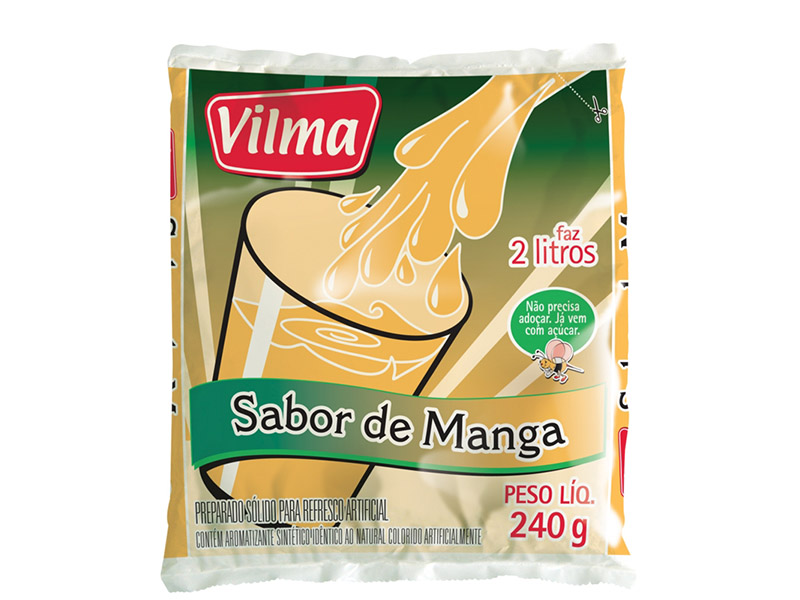 Vilma
faz
2 litros
Não precisa
adoçar. Já vem
com açúcar.
Sabor de Manga
PESO LÍQ.
240 g
PREPARADO SÓLIDO PARA REFRESCO ARTIFICIAL
CONTÉM AROMATIZANTE SINTÉTICO IDÊNTICO AO NATURAL COLORIDO ARTIFICIALMENTE